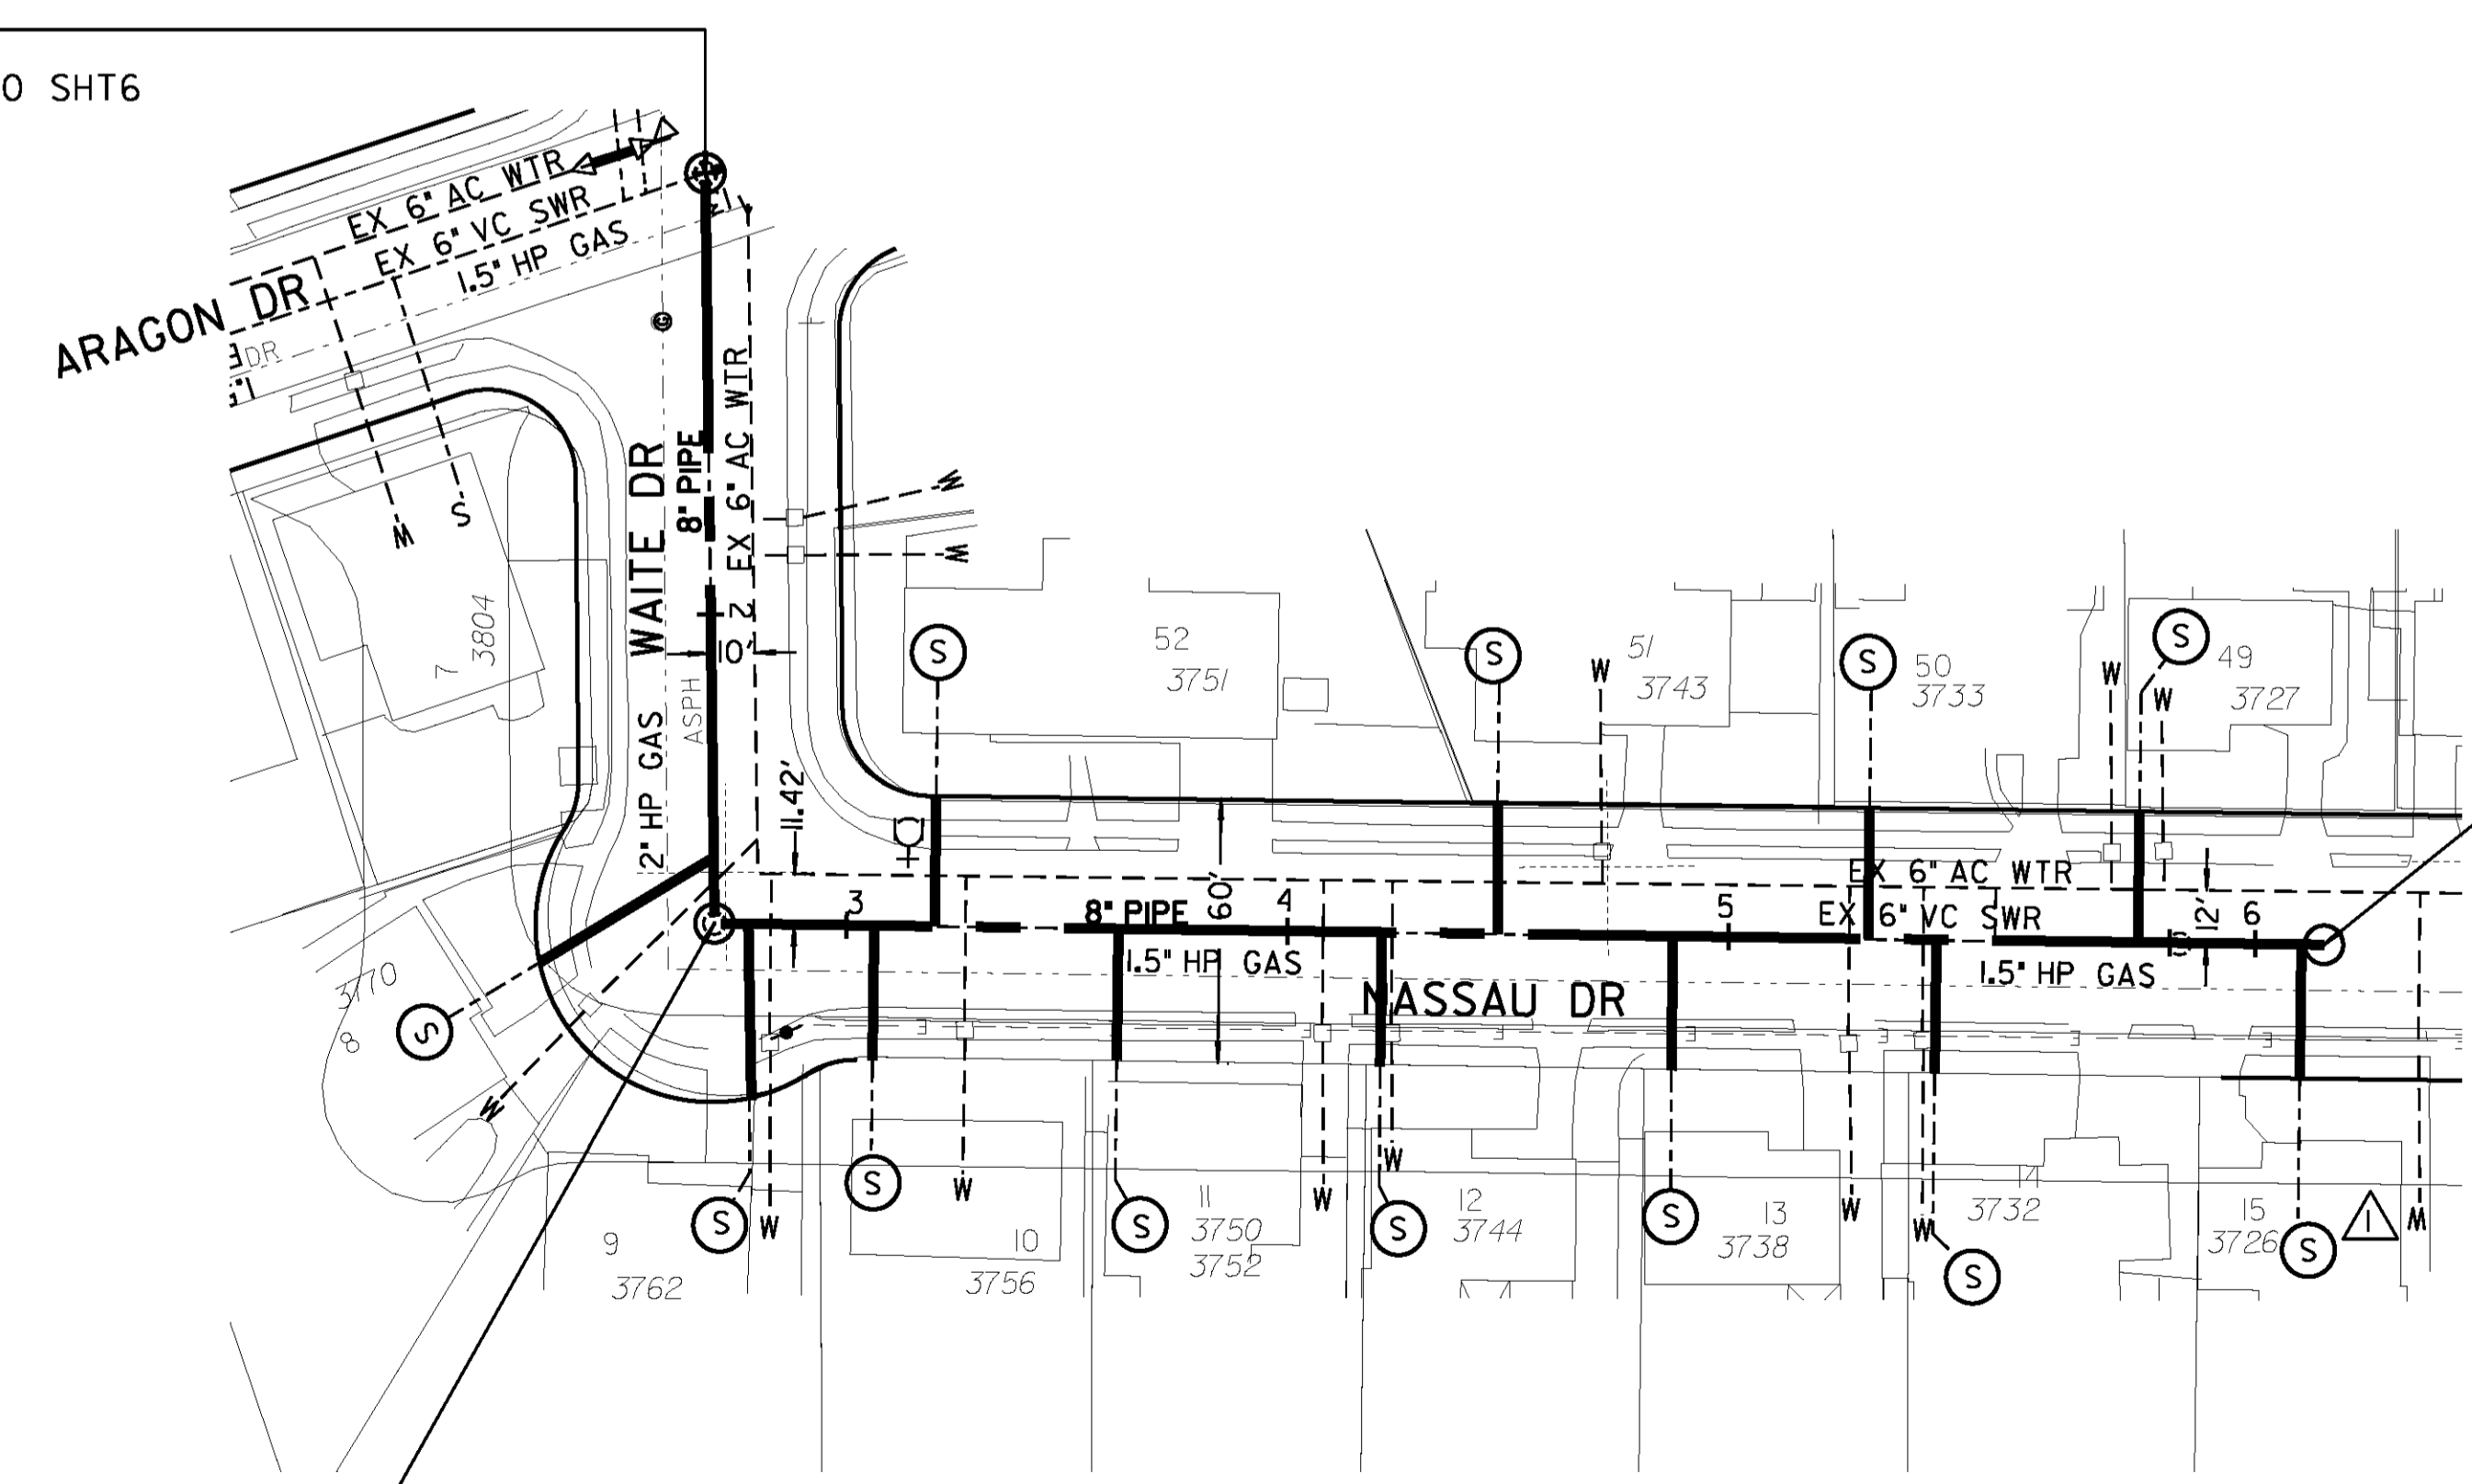 O SHT6
EX 6" AC WTR
EX 6" VC SWR
1.5" HP GAS
ARAGON DR
DR
G
W
S
7
3804
WAITE DR
8" PIPE
EX 6" AC WTR
2
10'
2" HP GAS
ASPH
11.42'
W
W
S
52
3751
S
W
51
3743
S
50
3733
W
S
W
49
3727
3
8" PIPE
60'
4
5
EX 6" AC WTR
EX 6" VC SWR
12'
6
1.5" HP GAS
1.5" HP GAS
NASSAU DR
3770
8
S
W
S
W
9
3762
S
W
10
3756
S
11
3750
3752
W
S
W
12
3744
S
13
3738
W
W
S
14
3732
15
3726
S
1
W